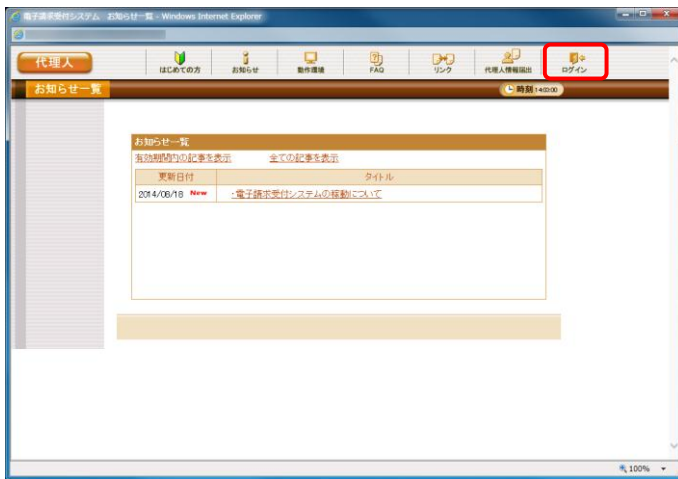 電子請求受付システム お知らせ一覧 - Windows Internet Explorer
代理人
はじめての方 お知らせ 動作環境 FAQ リンク 代理人情報届出 ログイン
お知らせ一覧
時刻 14:03:00
お知らせ一覧
有効期間内の記事を表示 全ての記事を表示
更新日付 タイトル
2014/08/18 New ・電子請求受付システムの稼動について
100%